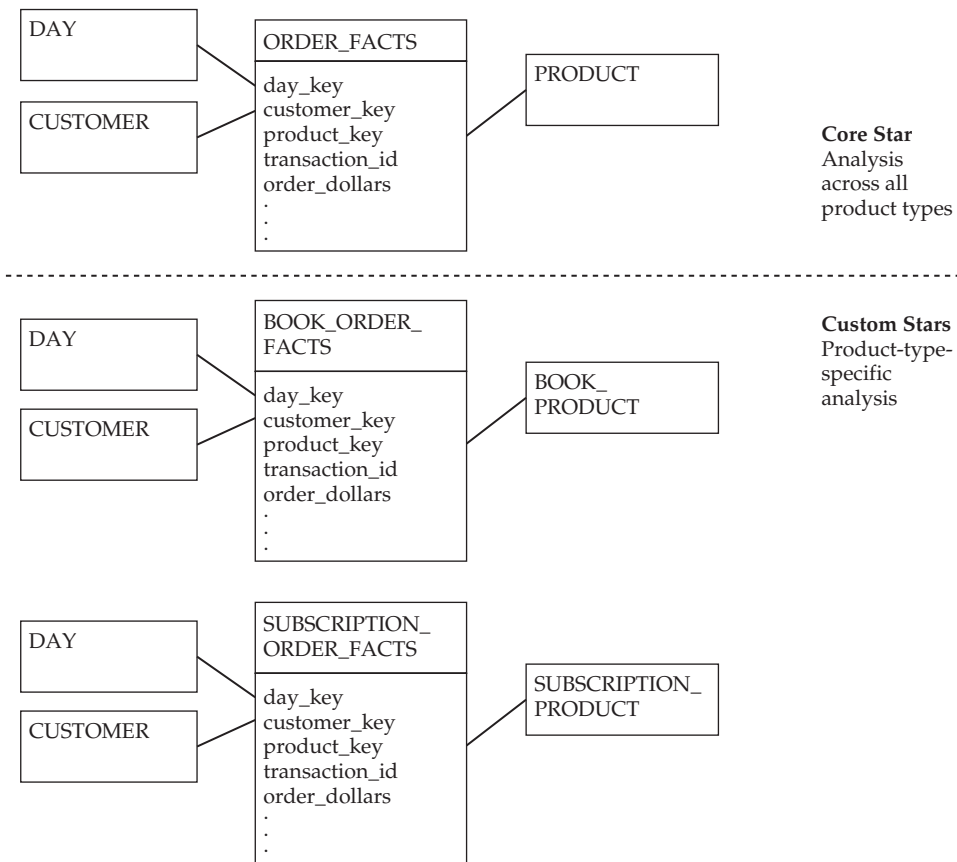 DAY
CUSTOMER
ORDER_FACTS
day_key
customer_key
product_key
transaction_id
order_dollars
.
.
.
PRODUCT
Core Star
Analysis
across all
product types
DAY
CUSTOMER
BOOK_ORDER_
FACTS
day_key
customer_key
product_key
transaction_id
order_dollars
.
.
.
BOOK_
PRODUCT
Custom Stars
Product-type-
specific
analysis
DAY
CUSTOMER
SUBSCRIPTION_
ORDER_FACTS
day_key
customer_key
product_key
transaction_id
order_dollars
.
.
.
SUBSCRIPTION_
PRODUCT